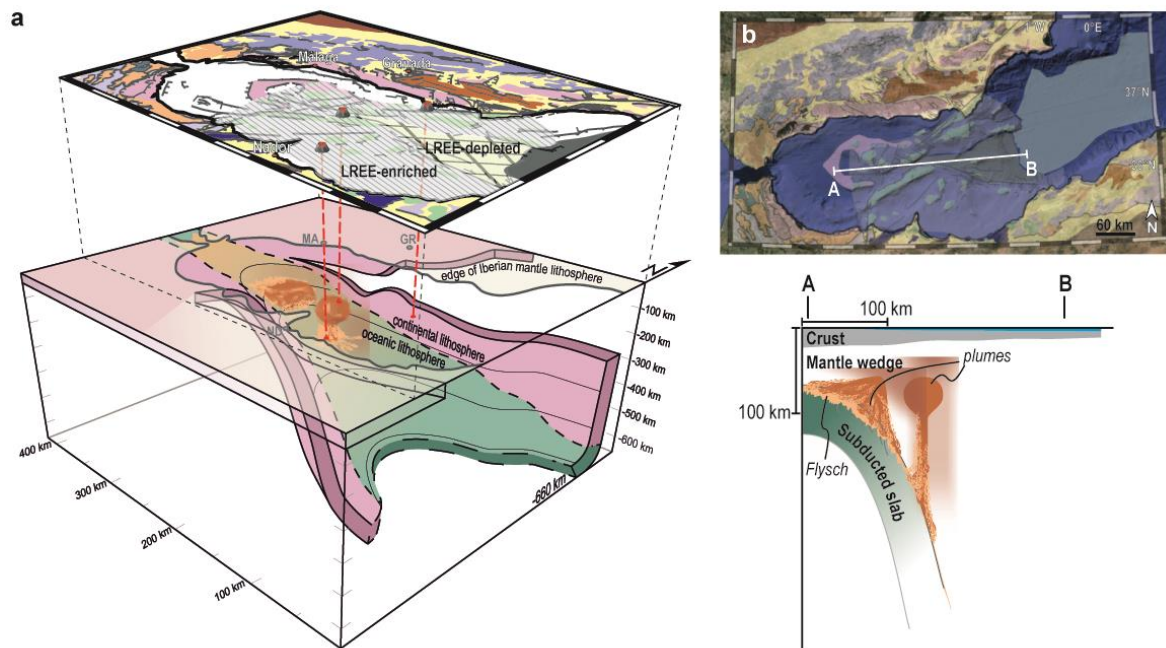 a
Malaga
Granada
Nador
LREE-depleted
LREE-enriched
MA
GR
N
edge of Iberian mantle lithosphere
-100 km
-200 km
-300 km
-400 km
-500 km
-600 km
continental lithosphere
oceanic lithosphere
-660 km
400 km
300 km
200 km
100 km
b
1°W
0°E
37°N
A
B
60 km
N
A
B
100 km
Crust
Mantle wedge
plumes
100 km
Flysch
Subducted slab